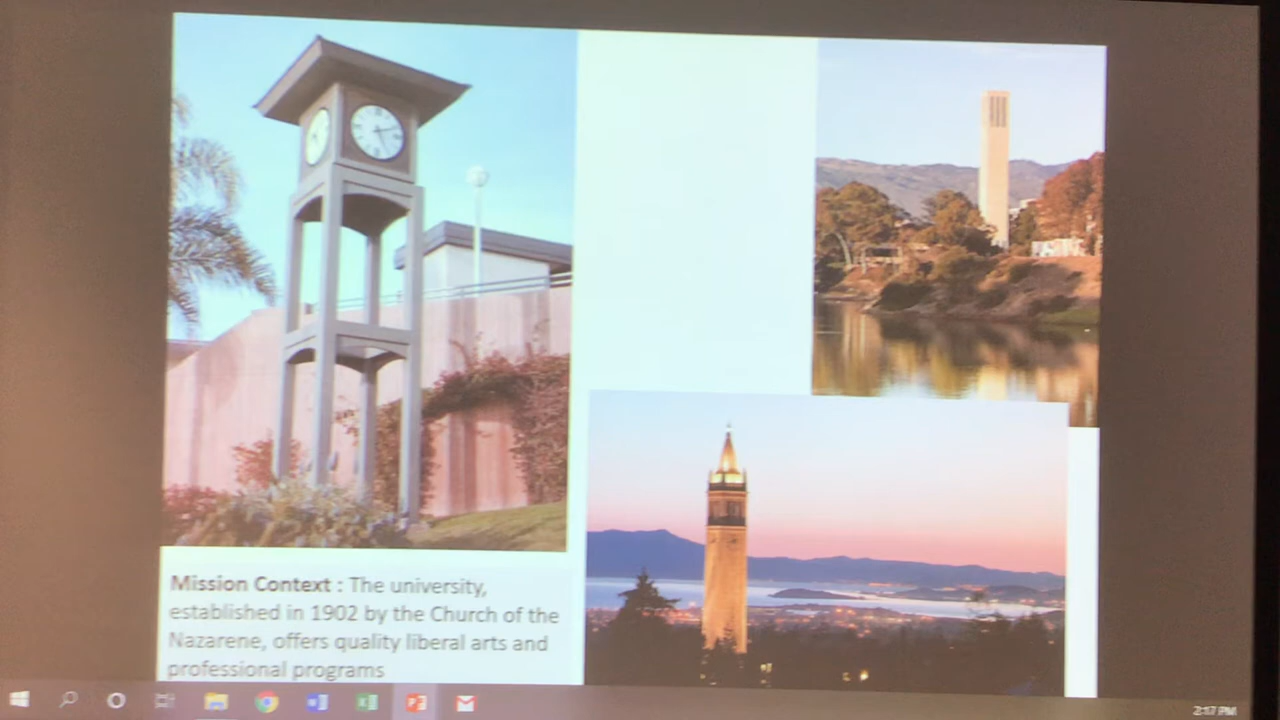 Mission Context : The university,
established in 1902 by the Church of the
Nazarene, offers quality liberal arts and
professional programs
2:17 PM